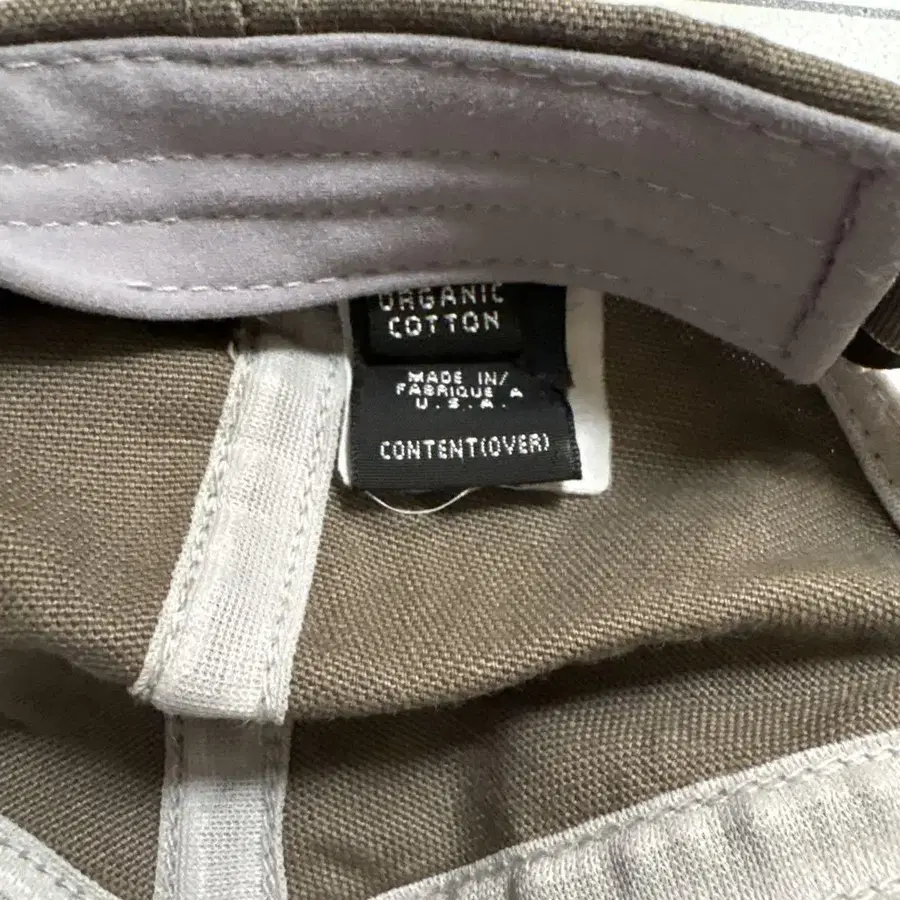 ORGANIC
COTTON
MADE IN/
FABRIQUE A
U.S.A.
CONTENT(OVER)